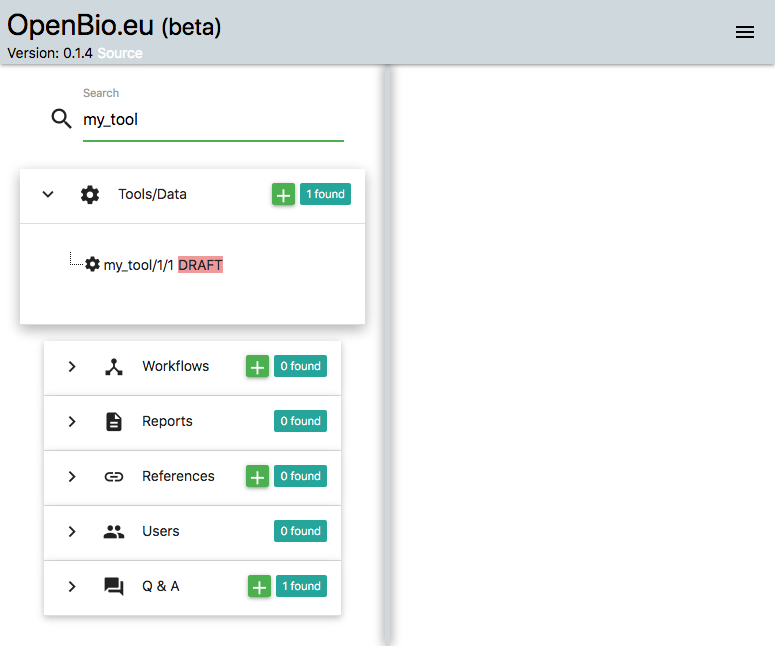 OpenBio.eu (beta)
Version: 0.1.4 Source
Search
my_tool
Tools/Data 1 found
my_tool/1/1 DRAFT
Workflows 0 found
Reports 0 found
References 0 found
Users 0 found
Q & A 1 found